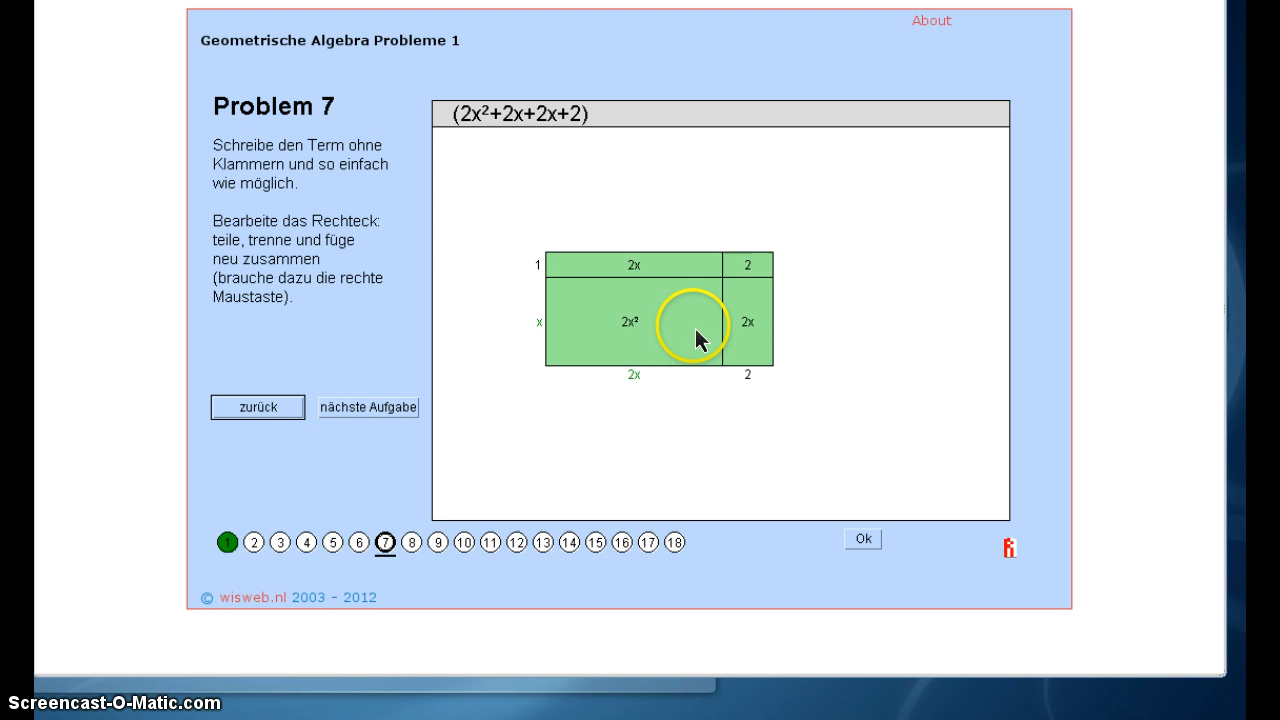 About
Geometrische Algebra Probleme 1
Problem 7
Schreibe den Term ohne
Klammern und so einfach
wie möglich.
Bearbeite das Rechteck:
teile, trenne und füge
neu zusammen
(brauche dazu die rechte
Maustaste).
zurück
nächste Aufgabe
(2x²+2x+2x+2)
1
2x
2
x
2x²
2x
2x
2
1 2 3 4 5 6 7 8 9 10 11 12 13 14 15 16 17 18
Ok
© wisweb.nl 2003 - 2012
Screencast-O-Matic.com